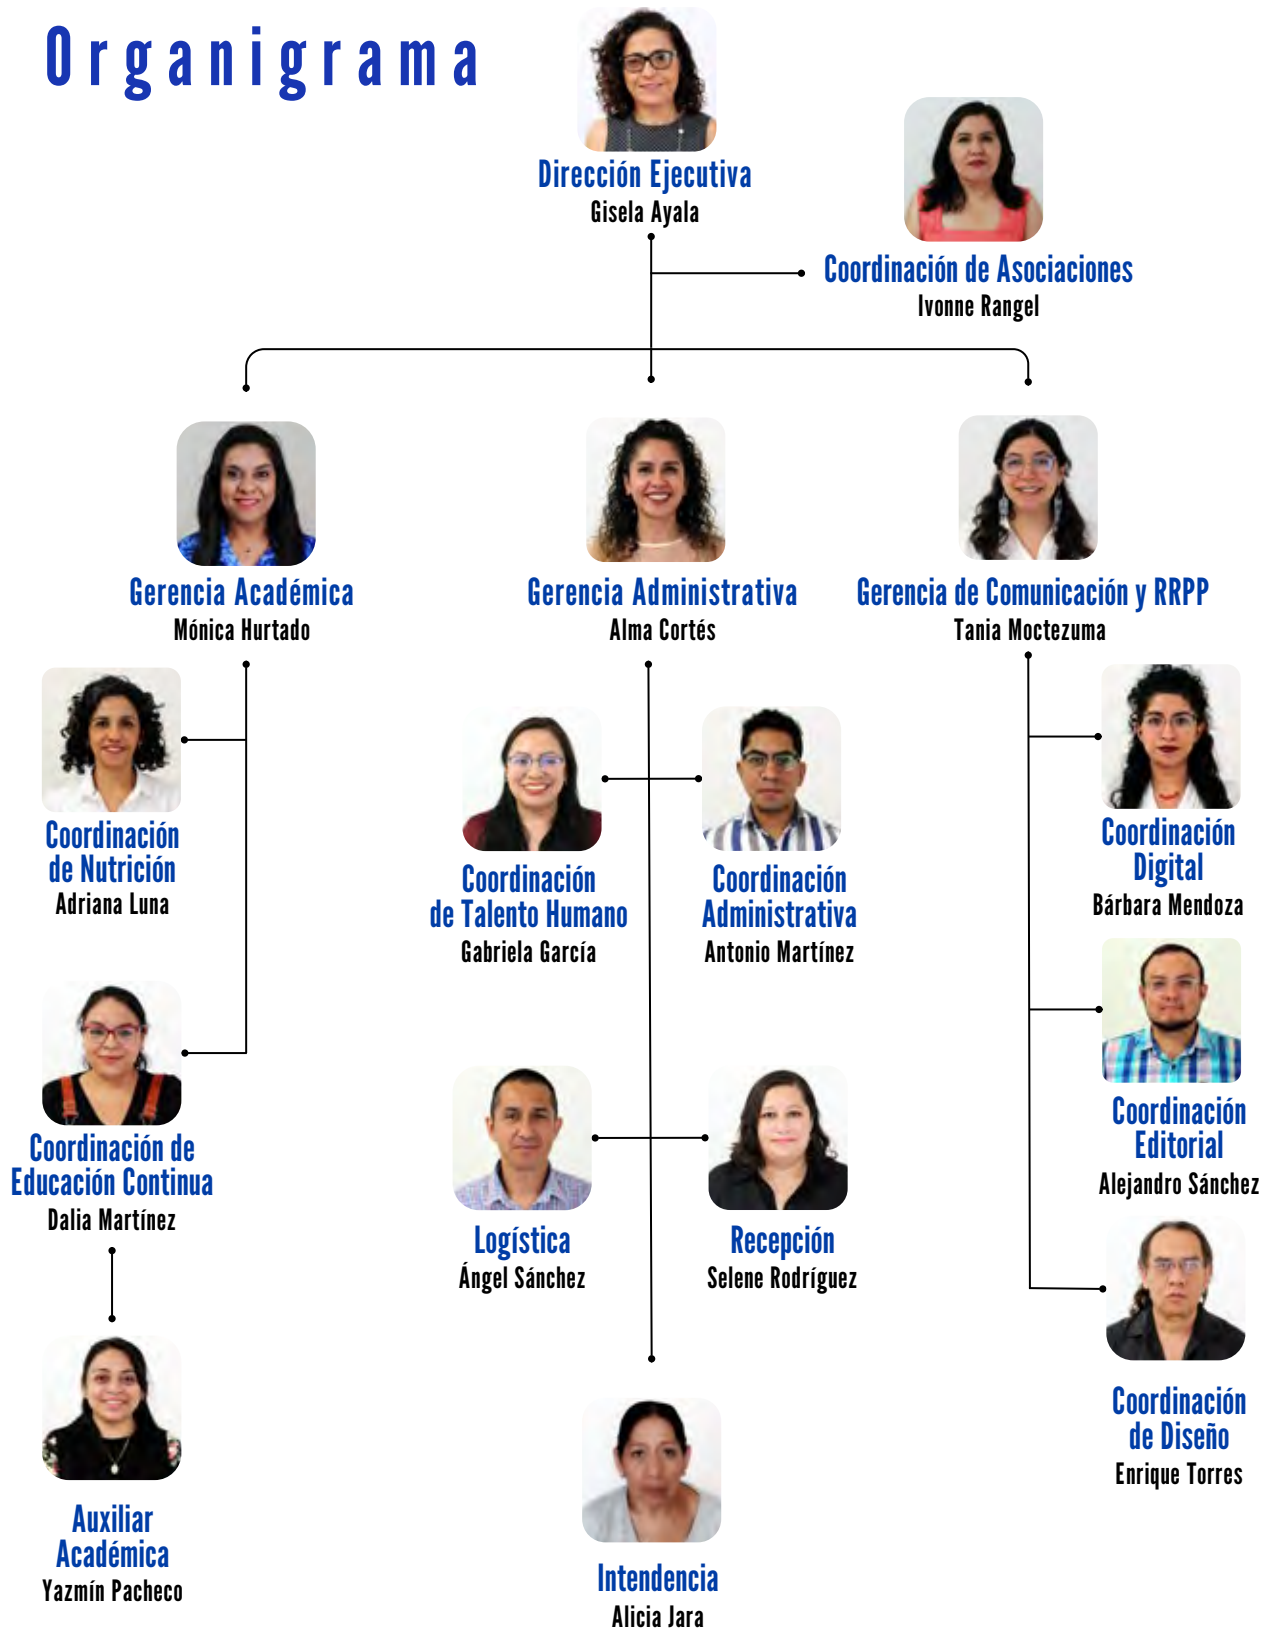 Organigrama
Dirección Ejecutiva
Gisela Ayala
Coordinación de Asociaciones
Ivonne Rangel
Gerencia Académica
Mónica Hurtado
Gerencia Administrativa
Alma Cortés
Gerencia de Comunicación y RRPP
Tania Moctezuma
Coordinación
de Nutrición
Adriana Luna
Coordinación
de Talento Humano
Gabriela García
Coordinación
Administrativa
Antonio Martínez
Coordinación
Digital
Bárbara Mendoza
Coordinación de
Educación Continua
Dalia Martínez
Logística
Ángel Sánchez
Recepción
Selene Rodríguez
Coordinación
Editorial
Alejandro Sánchez
Coordinación
de Diseño
Enrique Torres
Auxiliar
Académica
Yazmín Pacheco
Intendencia
Alicia Jara